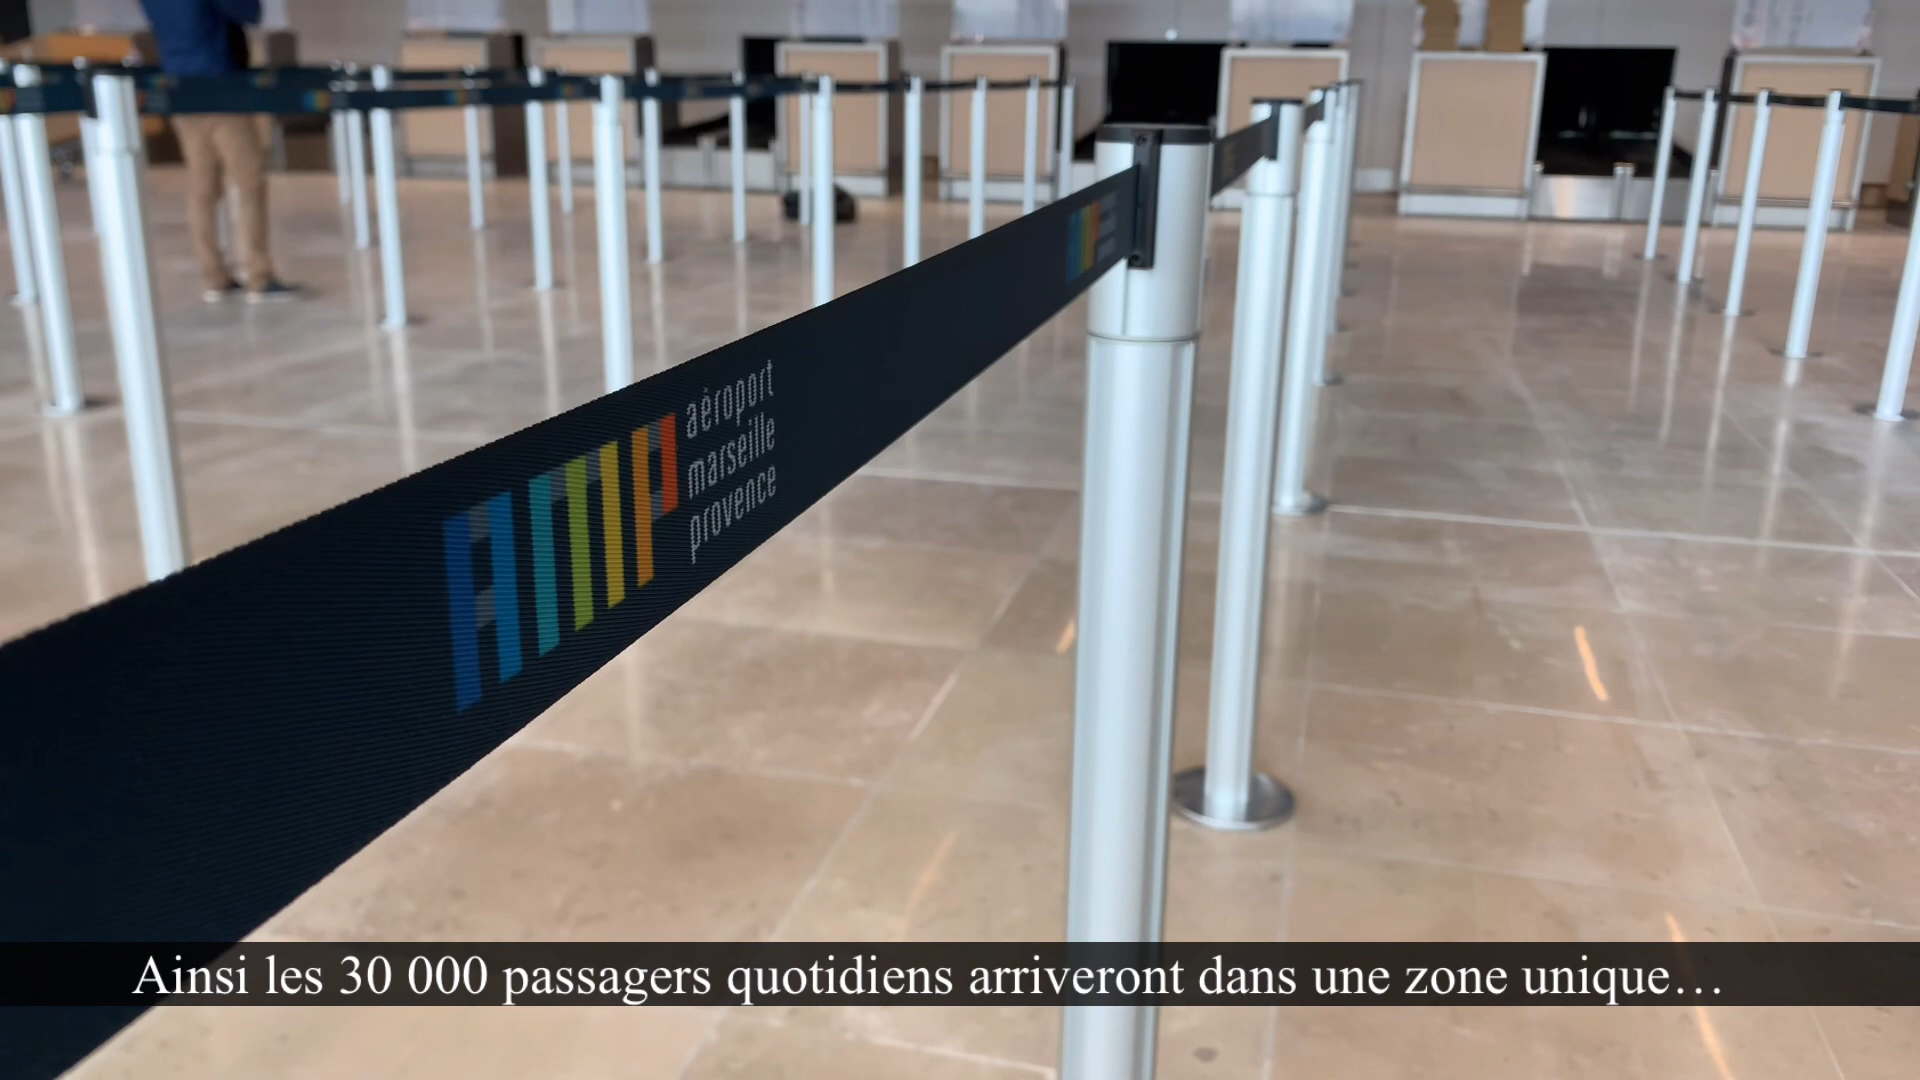 amp
aéroport
marseille
provence
Ainsi les 30 000 passagers quotidiens arriveront dans une zone unique…